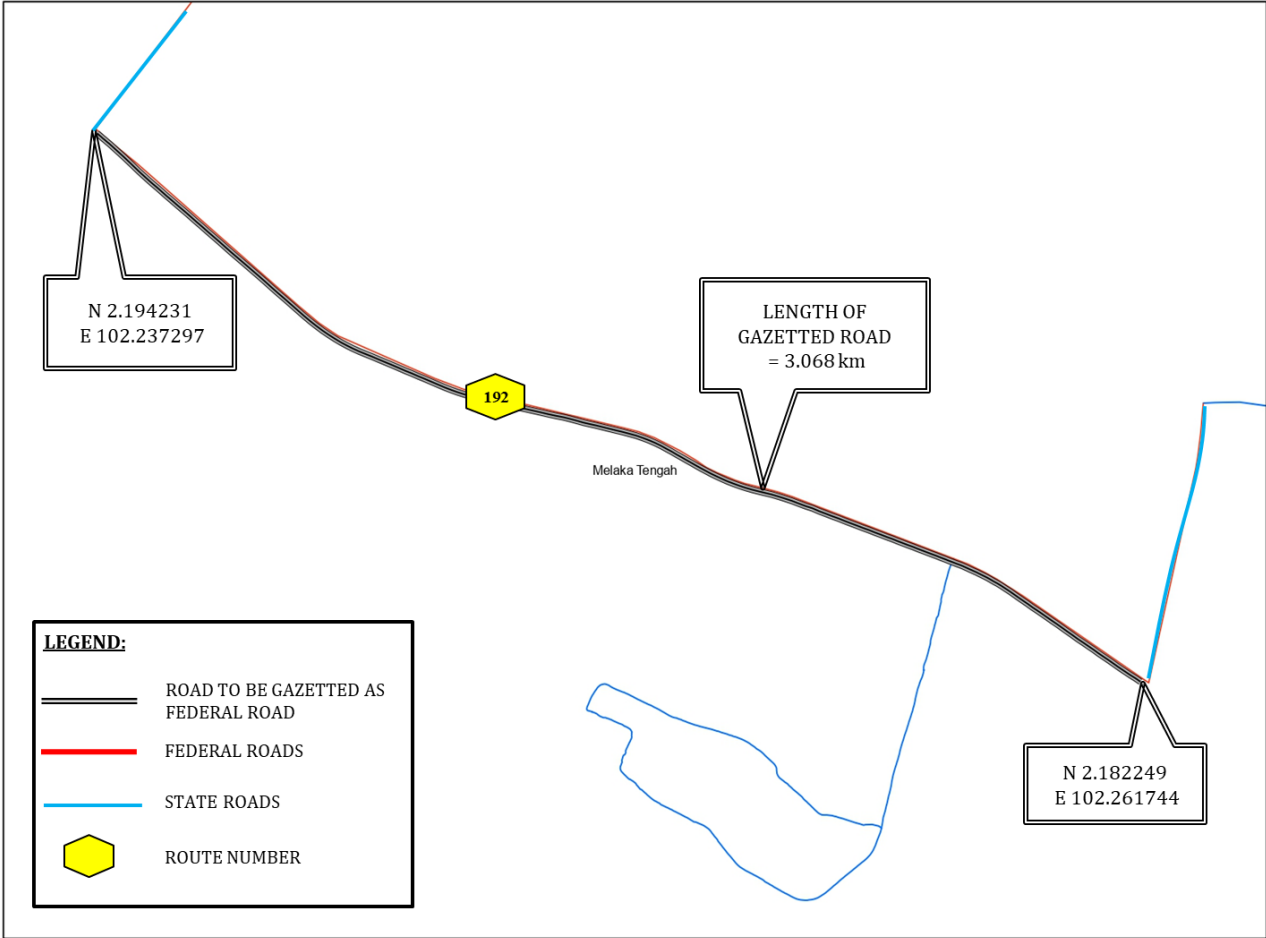 N 2.194231
E 102.237297
LENGTH OF
GAZETTED ROAD
= 3.068 km
192
Melaka Tengah
N 2.182249
E 102.261744
LEGEND:
ROAD TO BE GAZETTED AS
FEDERAL ROAD
FEDERAL ROADS
STATE ROADS
ROUTE NUMBER